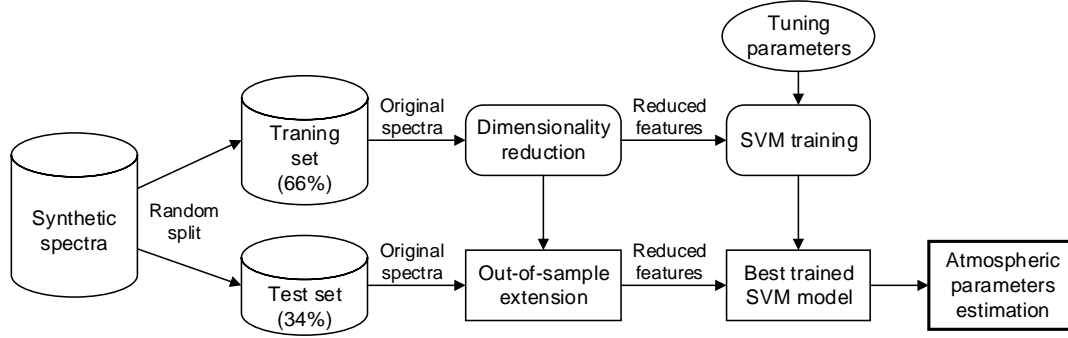 Tuning
parameters
Original
spectra
Reduced
features
Traning
set
(66%)
Dimensionality
reduction
SVM training
Synthetic
spectra
Random
split
Original
spectra
Reduced
features
Test set
(34%)
Out-of-sample
extension
Best trained
SVM model
Atmospheric
parameters
estimation